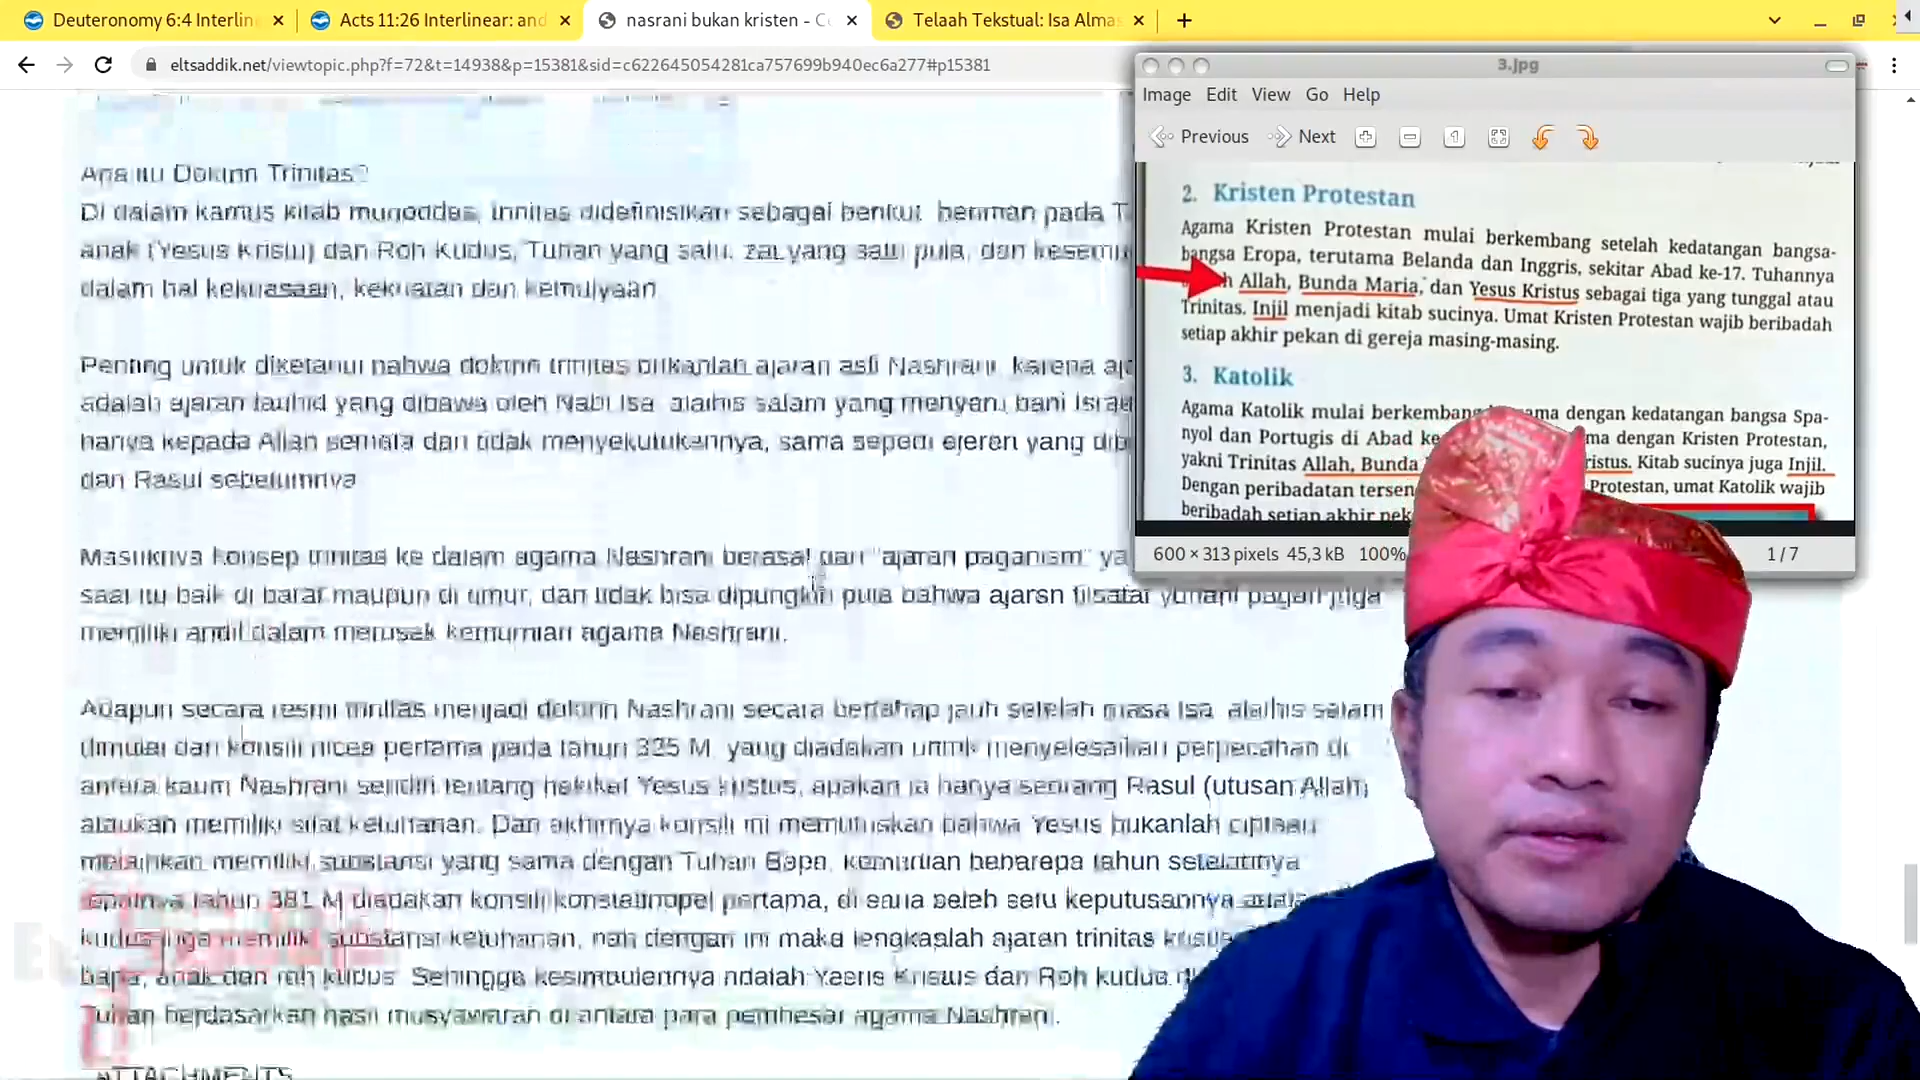 Deuteronomy 6:4 Interlin
Acts 11:26 Interlinear: and
nasrani bukan kristen - C
Telaah Tekstual: Isa Almas
eltsaddik.net/viewtopic.php?f=72&t=14938&p=15381&sid=c622645054281ca757699b940ec6a277#p15381
3.jpg
Image Edit View Go Help
Previous Next
2. Kristen Protestan
Agama Kristen Protestan mulai berkembang setelah kedatangan bangsa-
bangsa Eropa, terutama Belanda dan Inggris, sekitar Abad ke-17. Tuhannya
Allah, Bunda Maria, dan Yesus Kristus sebagai tiga yang tunggal atau
Trinitas. Injil menjadi kitab sucinya. Umat Kristen Protestan wajib beribadah
setiap akhir pekan di gereja masing-masing.
3. Katolik
Agama Katolik mulai berkembang dengan kedatangan bangsa Spa-
nyol dan Portugis di Abad dengan Kristen Protestan,
yakni Trinitas Allah, Bunda Kitab sucinya juga Injil.
Dengan peribadatan Protestan, umat Katolik wajib
beribadah setiap akhir
600 × 313 pixels 45,3 kB 100% 1 / 7
Apa itu Doktrin Trinitas?
Di dalam kamus kitab muqoddas, trinitas didefinisikan sebagai berikut beriman pada
anak (Yesus Kristu) dan Roh Kudus, Tuhan yang satu, zat yang satu pula, dan
dalam hal kekuasaan, kekuatan dan kemulyaan
Penting untuk diketahui bahwa doktrin trinitas bukanlah ajaran asli Nashrani, karena
adalah ajaran tauhid yang dibawa oleh Nabi Isa alaihis salam yang menyeru bani
hanya kepada Allah semata dan tidak menyekutukannya, sama seperti ajaran yang
dan Rasul sebelumnya
Masuknya konsep trinitas ke dalam agama Nashrani berasal dari "ajaran paganism"
saat itu baik di barat maupun di timur, dan tidak bisa dipungkiri pula bahwa ajaran filsafat yunani pagan juga
memiliki andil dalam merusak kemurnian agama Nashrani.
Adapun secara resmi trinitas menjadi doktrin Nashrani secara bertahap jauh setelah masa Isa alaihis salam
dimulai dari konsili nicea pertama pada tahun 325 M, yang diadakan untuk menyelesaikan perpecahan di
antara kaum Nashrani sendiri tentang hakikat Yesus kristus, apakah ia hanya seorang Rasul (utusan Allah)
ataukah memiliki sifat ketuhanan. Dan akhirnya konsili ini memutuskan bahwa Yesus bukanlah ciptaan
melainkan memiliki substansi yang sama dengan Tuhan Bapa, kemudian beberapa tahun setelahnya
tepatnya tahun 381 M diadakan konsili konstatinopel pertama, di sana salah satu keputusannya
kudus juga memiliki substansi ketuhanan, nah dengan ini maka lengkaplah ajaran trinitas
bapa, anak dan roh kudus. Sehingga kesimpulannya adalah Yesus Kristus dan Roh kudus
Tuhan berdasarkan hasil musyawarah di antara para pembesar agama Nashrani.
ATTACHMENTS